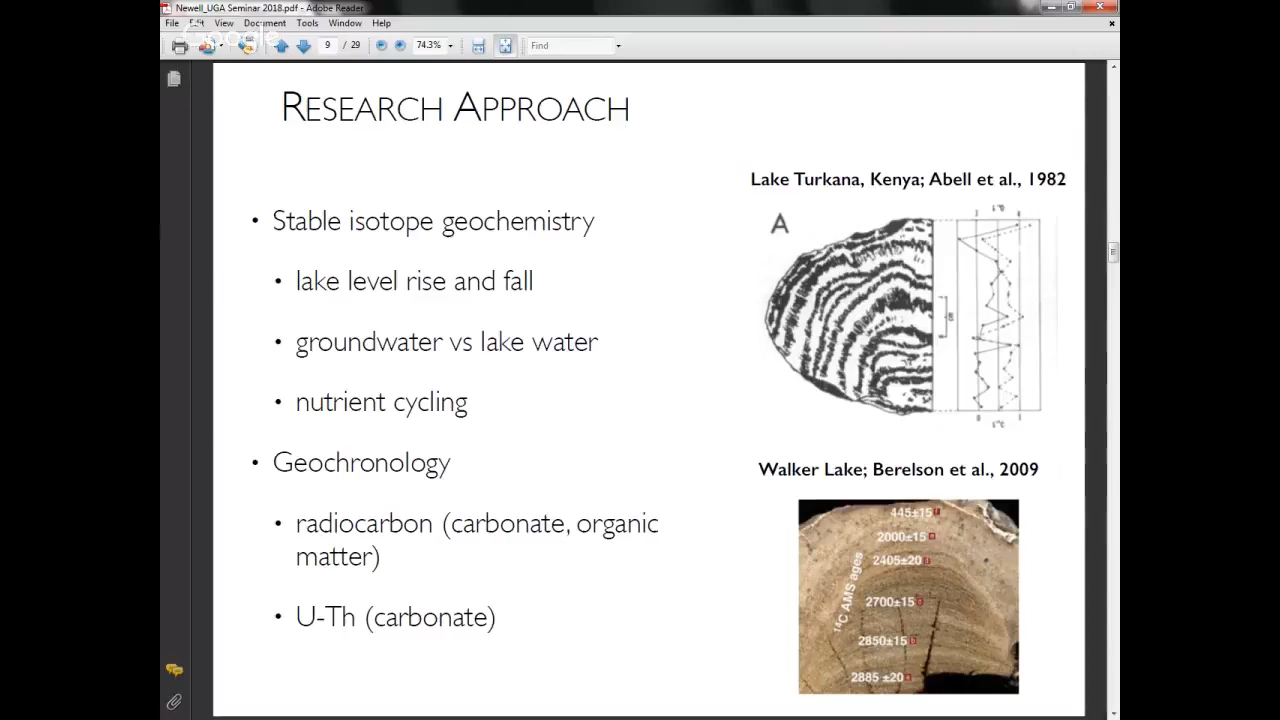 Newell_UGA Seminar 2018.pdf - Adobe Reader
File Edit View Document Tools Window Help
Google
9 / 29 74.3% Find
RESEARCH APPROACH
Lake Turkana, Kenya; Abell et al., 1982
• Stable isotope geochemistry
A
• lake level rise and fall
• groundwater vs lake water
• nutrient cycling
• Geochronology
Walker Lake; Berelson et al., 2009
• radiocarbon (carbonate, organic
matter)
• U-Th (carbonate)
14C AMS ages
445±15
2000±15
2405±20
2700±15
2850±15
2885 ±20